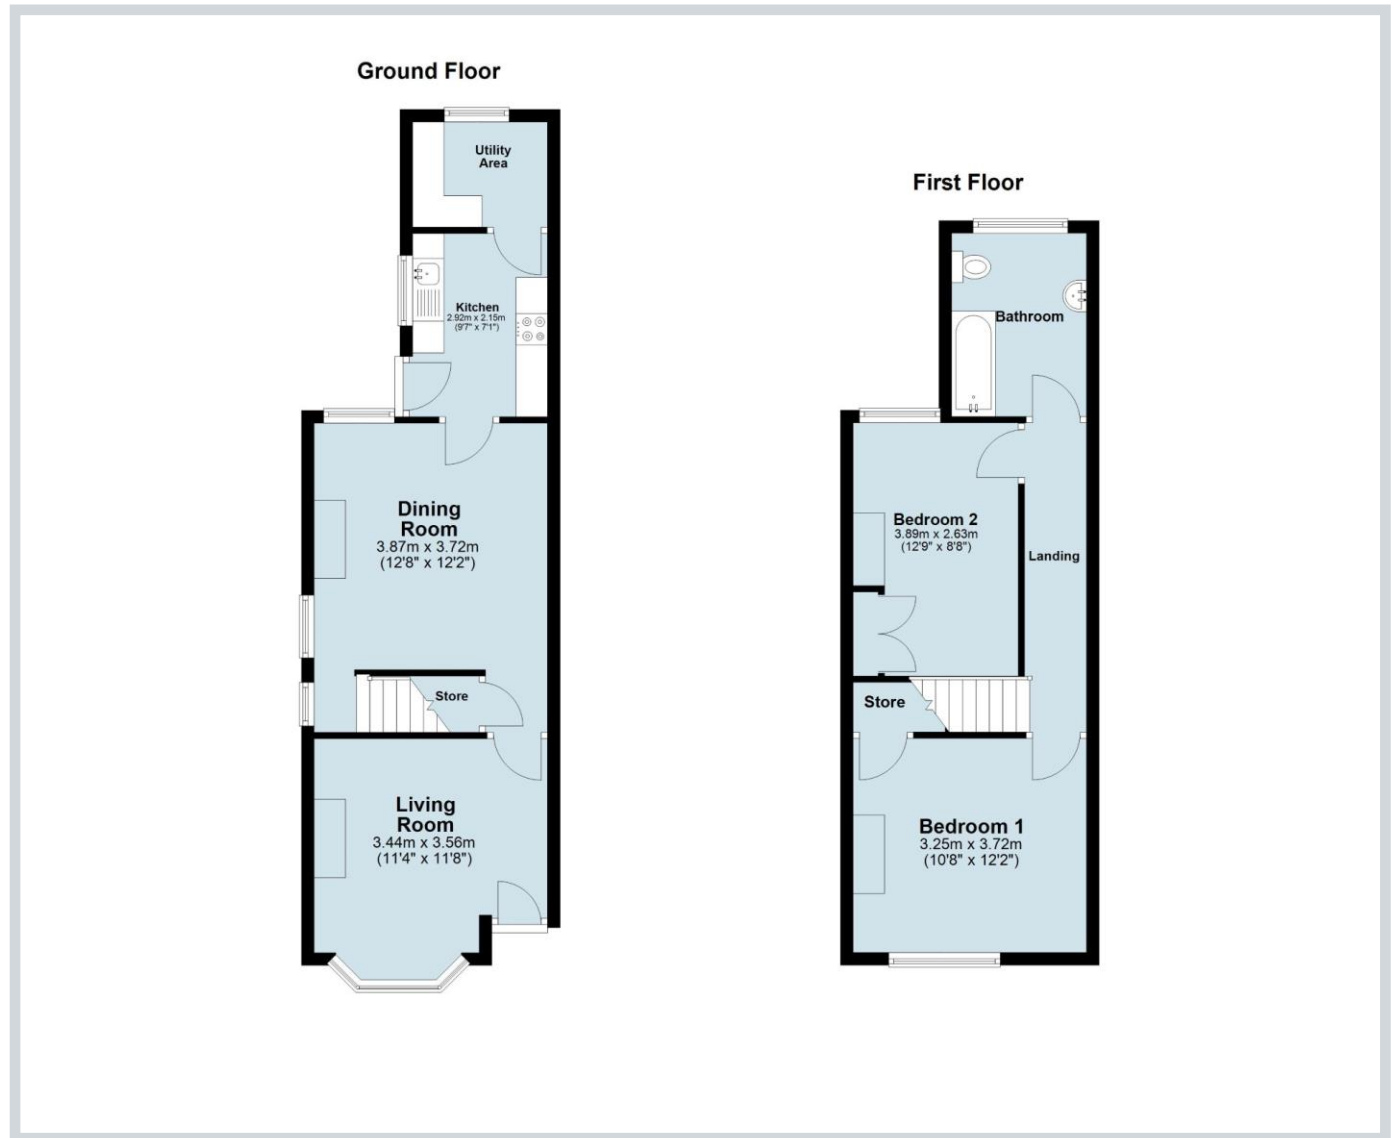 Ground Floor
Utility
Area
Kitchen
2.92m x 2.15m
(9'7" x 7'1")
Dining
Room
3.87m x 3.72m
(12'8" x 12'2")
Store
Living
Room
3.44m x 3.56m
(11'4" x 11'8")
First Floor
Bathroom
Bedroom 2
3.89m x 2.63m
(12'9" x 8'8")
Landing
Store
Bedroom 1
3.25m x 3.72m
(10'8" x 12'2")